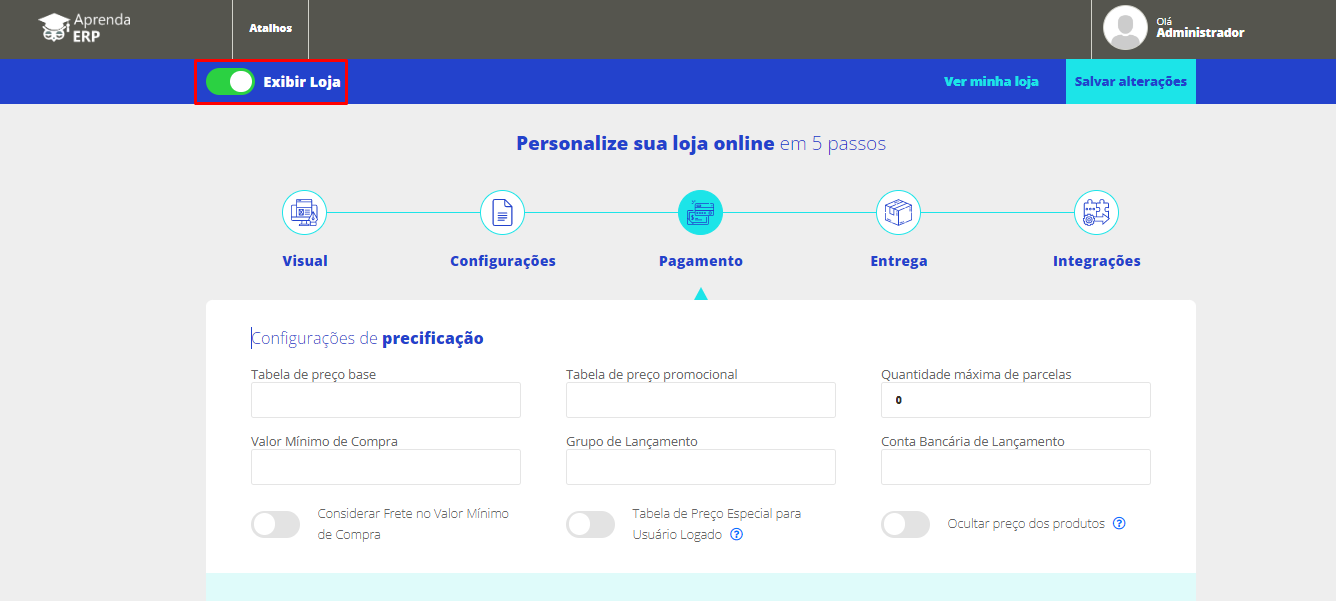 Aprenda
ERP
Atalhos
Olá
Administrador
Exibir Loja
Ver minha loja
Salvar alterações
Personalize sua loja online em 5 passos
Visual
Configurações
Pagamento
Entrega
Integrações
Configurações de precificação
Tabela de preço base
Tabela de preço promocional
Quantidade máxima de parcelas
0
Valor Mínimo de Compra
Grupo de Lançamento
Conta Bancária de Lançamento
Considerar Frete no Valor Mínimo
de Compra
Tabela de Preço Especial para
Usuário Logado ?
Ocultar preço dos produtos ?